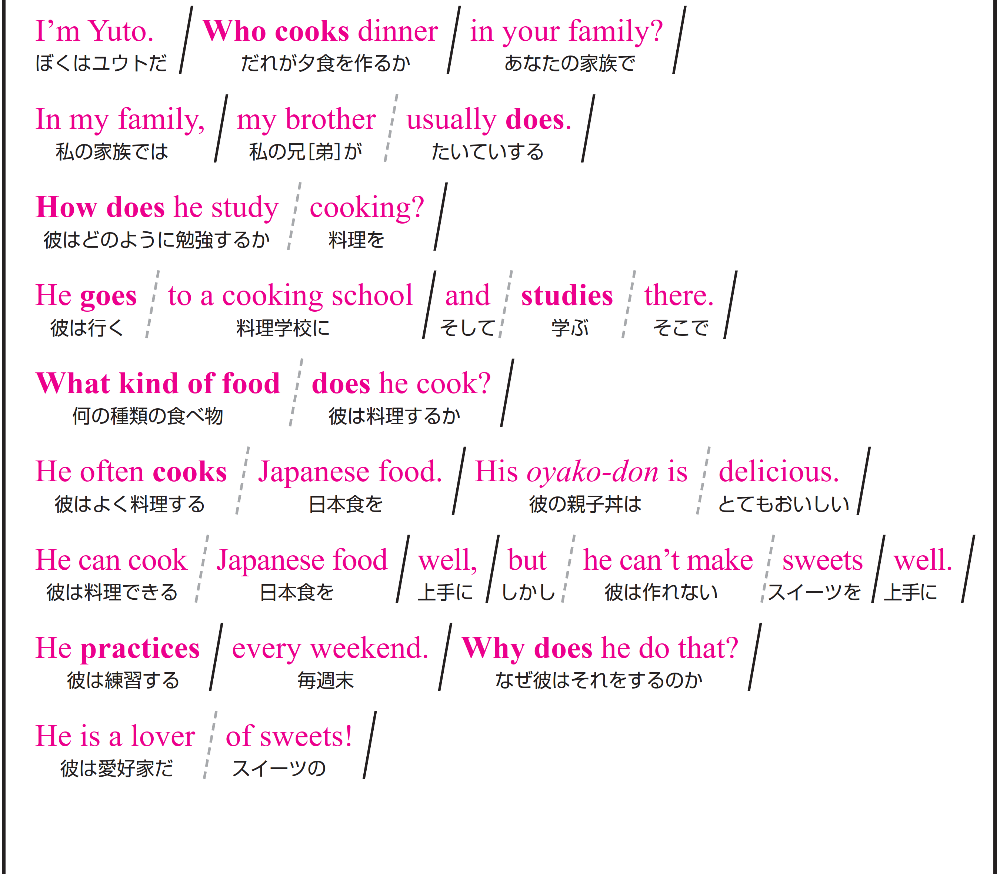 I’m Yuto. / Who cooks dinner / in your family? /
ぼくはユウトだ だれが夕食を作るか あなたの家族で
In my family, / my brother / usually does. /
私の家族では 私の兄[弟]が たいていする
How does he study / cooking? /
彼はどのように勉強するか 料理を
He goes / to a cooking school / and / studies / there. /
彼は行く 料理学校に そして 学ぶ そこで
What kind of food / does he cook? /
何の種類の食べ物 彼は料理するか
He often cooks / Japanese food. / His oyako-don is / delicious. /
彼はよく料理する 日本食を 彼の親子丼は とてもおいしい
He can cook / Japanese food / well, / but / he can’t make / sweets / well. /
彼は料理できる 日本食を 上手に しかし 彼は作れない スイーツを 上手に
He practices / every weekend. / Why does he do that? /
彼は練習する 毎週末 なぜ彼はそれをするのか
He is a lover / of sweets! /
彼は愛好家だ スイーツの